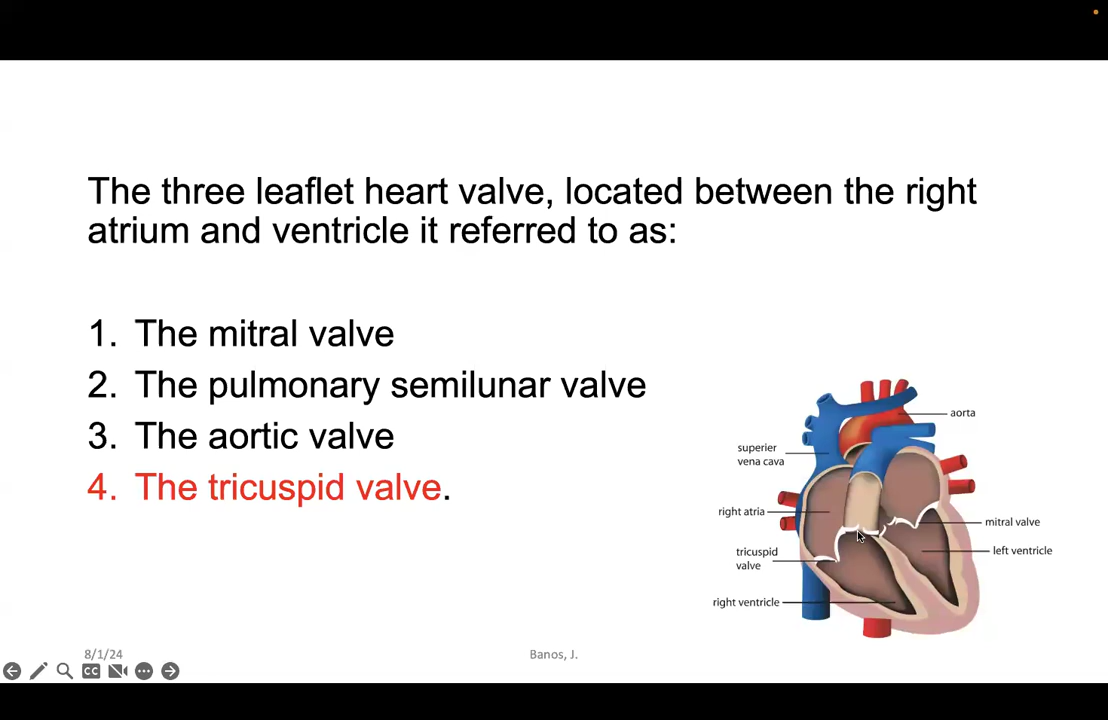 The three leaflet heart valve, located between the right
atrium and ventricle it referred to as:
1. The mitral valve
2. The pulmonary semilunar valve
3. The aortic valve
4. The tricuspid valve.
aorta
superier
vena cava
right atria
mitral valve
tricuspid
valve
left ventricle
right ventricle
8/1/24
Banos, J.
CC